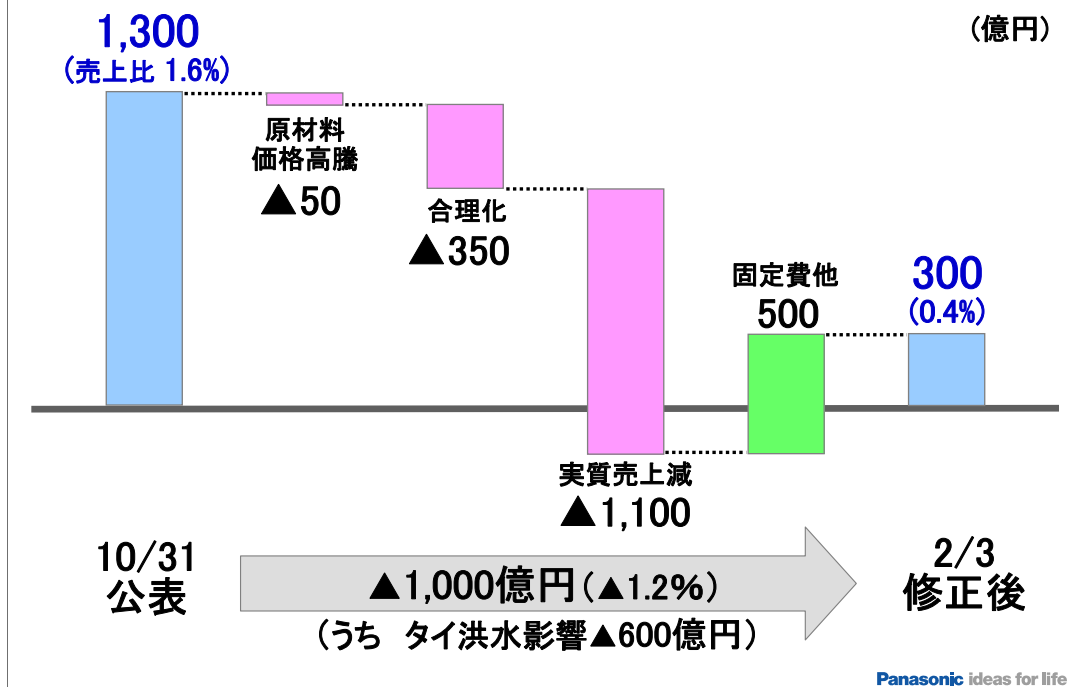 (億円)
1,300
(売上比 1.6%)
原材料
価格高騰
▲50
合理化
▲350
実質売上減
▲1,100
固定費他
500
300
(0.4%)
10/31
公表
▲1,000億円(▲1.2%)
(うち タイ洪水影響▲600億円)
2/3
修正後
Panasonic ideas for life